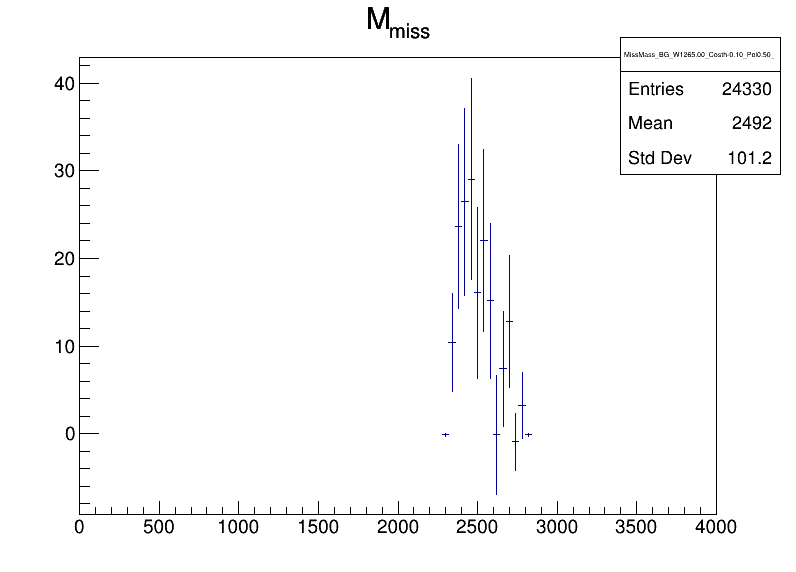 M_miss
MissMass_BG_W1265.00_Costh-0.10_Pol0.50_
Entries 24330
Mean 2492
Std Dev 101.2
40
30
20
10
0
0 500 1000 1500 2000 2500 3000 3500 4000